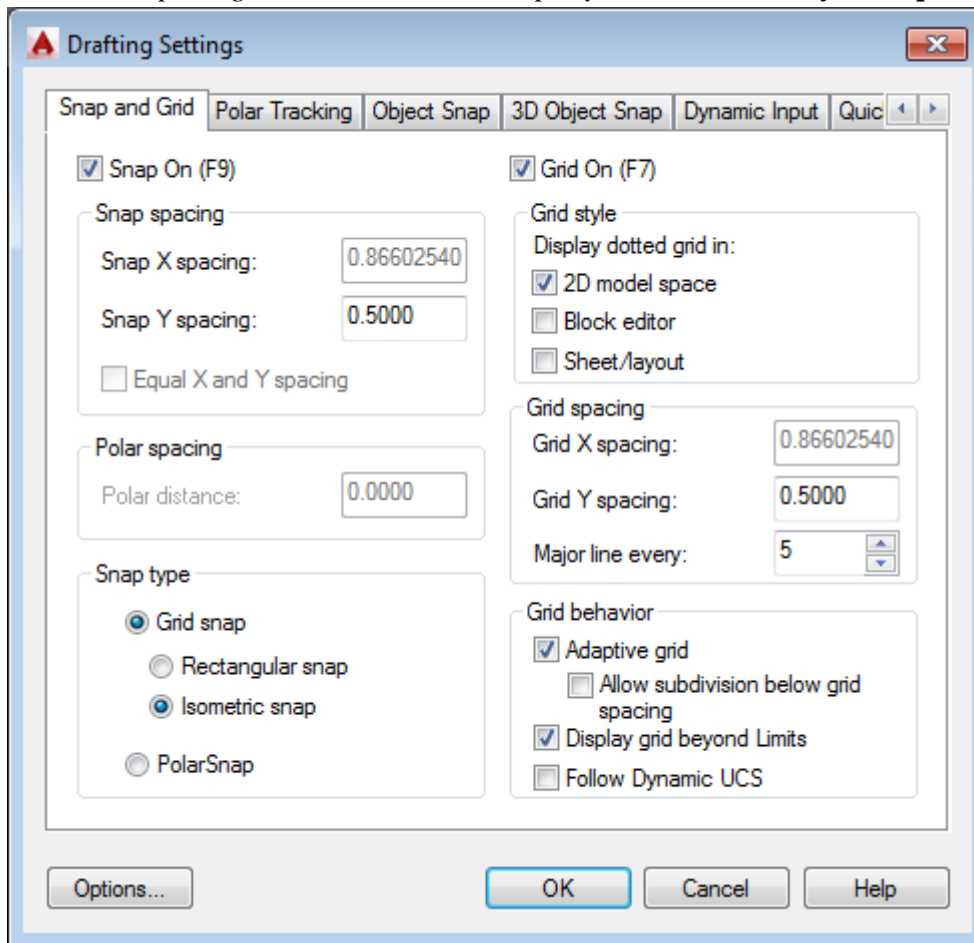 Drafting Settings
Snap and Grid Polar Tracking Object Snap 3D Object Snap Dynamic Input Quic
Snap On (F9)
Snap spacing
Snap X spacing: 0.86602540
Snap Y spacing: 0.5000
Equal X and Y spacing
Polar spacing
Polar distance: 0.0000
Snap type
Grid snap
Rectangular snap
Isometric snap
PolarSnap
Grid On (F7)
Grid style
Display dotted grid in:
2D model space
Block editor
Sheet/layout
Grid spacing
Grid X spacing: 0.86602540
Grid Y spacing: 0.5000
Major line every: 5
Grid behavior
Adaptive grid
Allow subdivision below grid
spacing
Display grid beyond Limits
Follow Dynamic UCS
Options... OK Cancel Help